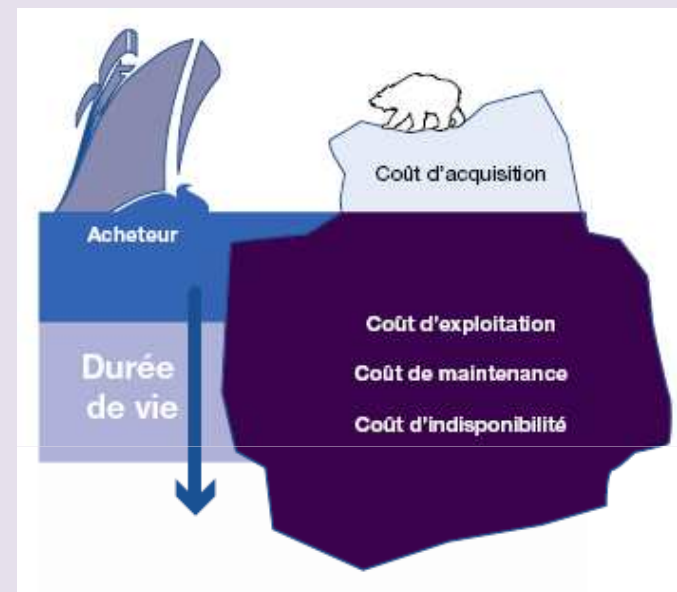 Coût d'acquisition
Acheteur
Coût d'exploitation
Durée
de vie
Coût de maintenance
Coût d'indisponibilité